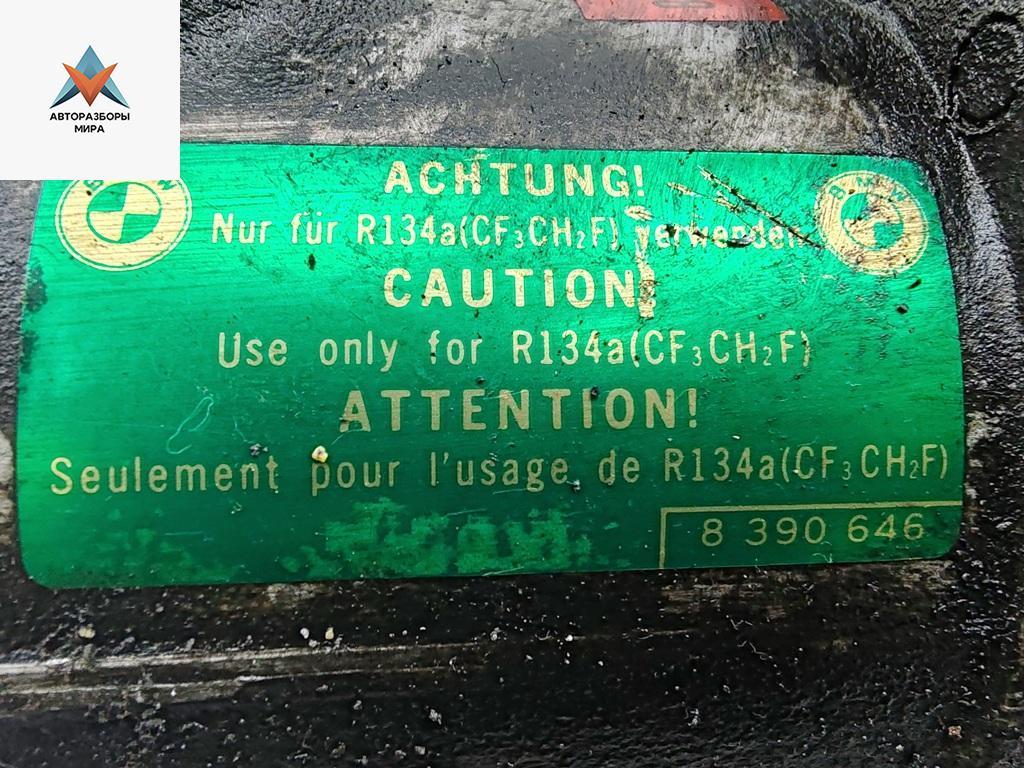 АВТОРАЗБОРЫ
МИРА
ACHTUNG!
Nur für R134a(CF₃CH₂F) verwenden
CAUTION!
Use only for R134a(CF₃CH₂F)
ATTENTION!
Seulement pour l'usage de R134a(CF₃CH₂F)
8 390 646